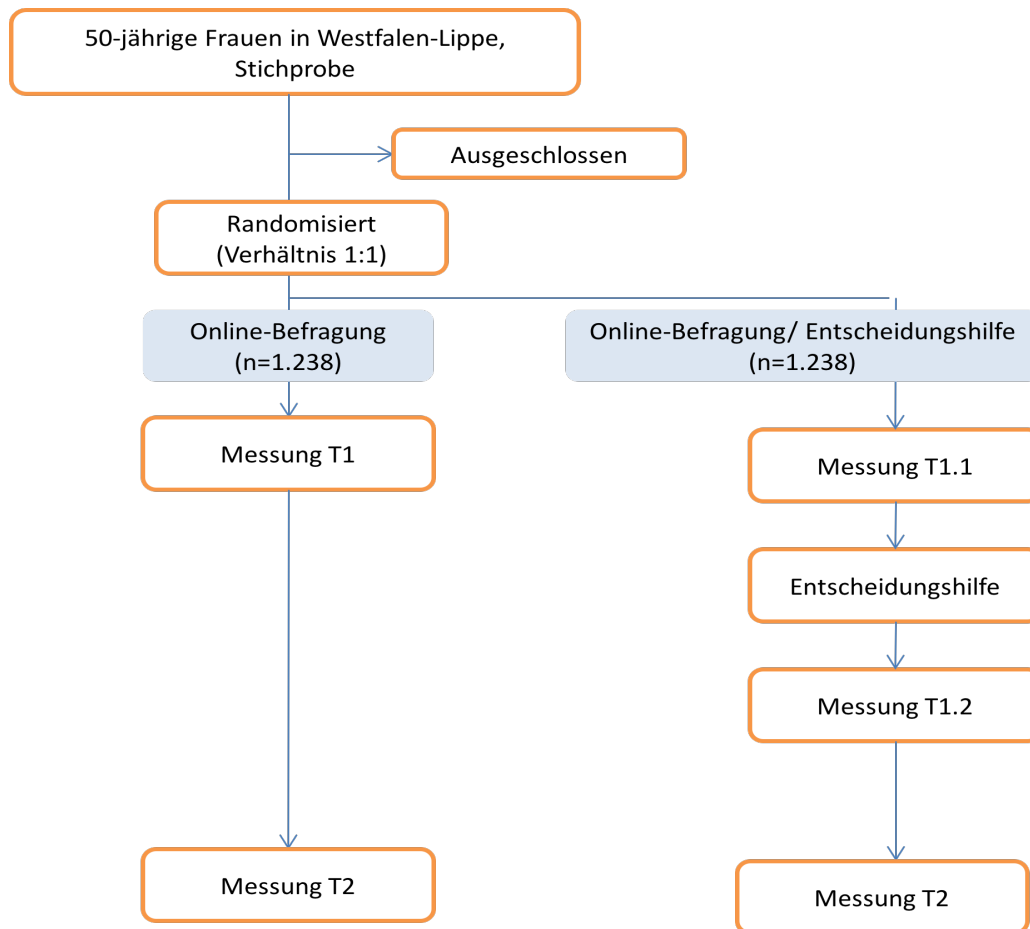 50-jährige Frauen in Westfalen-Lippe,
Stichprobe
Ausgeschlossen
Randomisiert
(Verhältnis 1:1)
Online-Befragung
(n=1.238)
Online-Befragung/ Entscheidungshilfe
(n=1.238)
Messung T1
Messung T1.1
Entscheidungshilfe
Messung T1.2
Messung T2
Messung T2